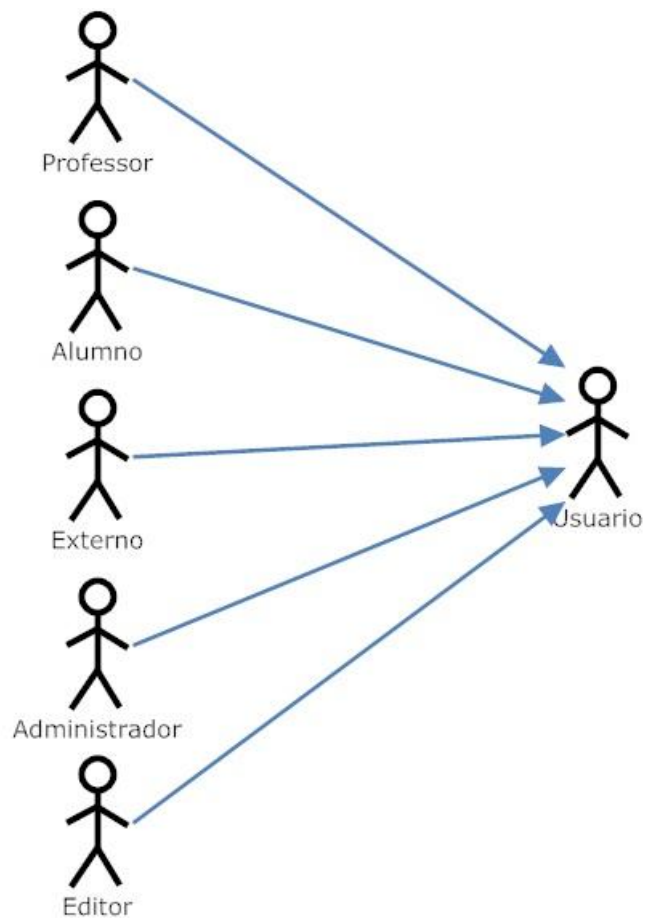 Professor
Alumno
Externo
Usuario
Administrador
Editor